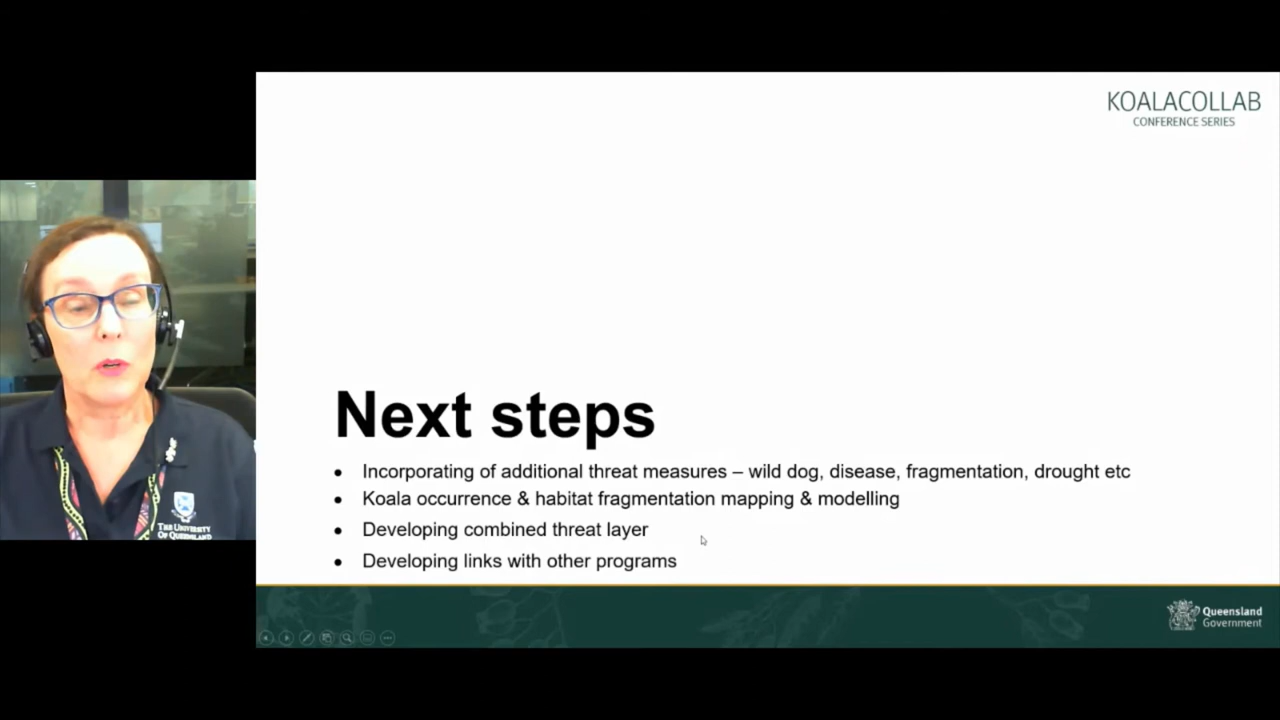 KOALACOLLAB
CONFERENCE SERIES
Next steps
• Incorporating of additional threat measures – wild dog, disease, fragmentation, drought etc
• Koala occurrence & habitat fragmentation mapping & modelling
• Developing combined threat layer
• Developing links with other programs
THE UNIVERSITY
OF QUEENSLAND
Queensland
Government